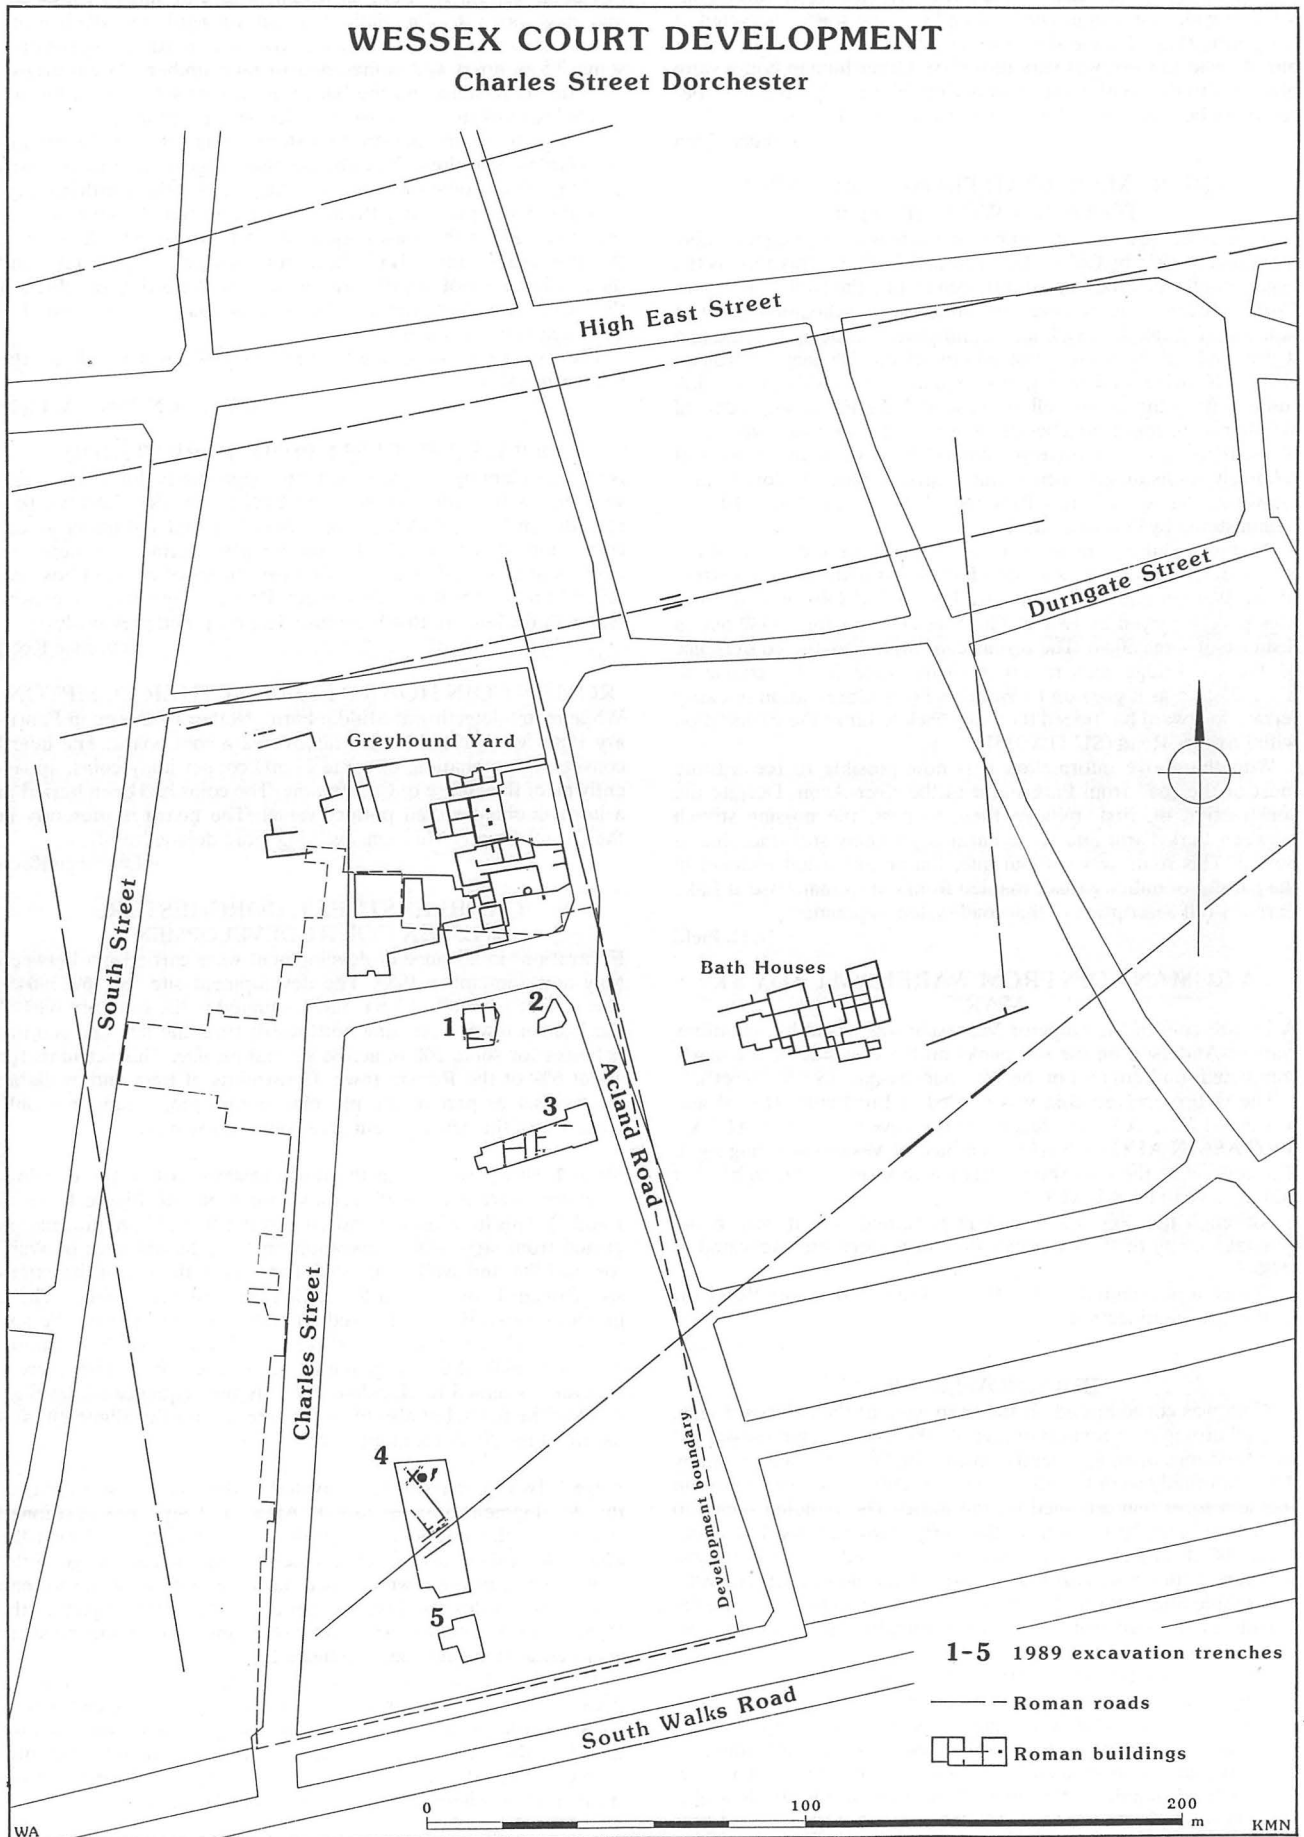 WESSEX COURT DEVELOPMENT
Charles Street Dorchester
High East Street
Durngate Street
Greyhound Yard
South Street
Bath Houses
1
2
3
Acland Road
Charles Street
4
5
Development boundary
South Walks Road
1-5 1989 excavation trenches
Roman roads
Roman buildings
0 100 200
m
WA
KMN